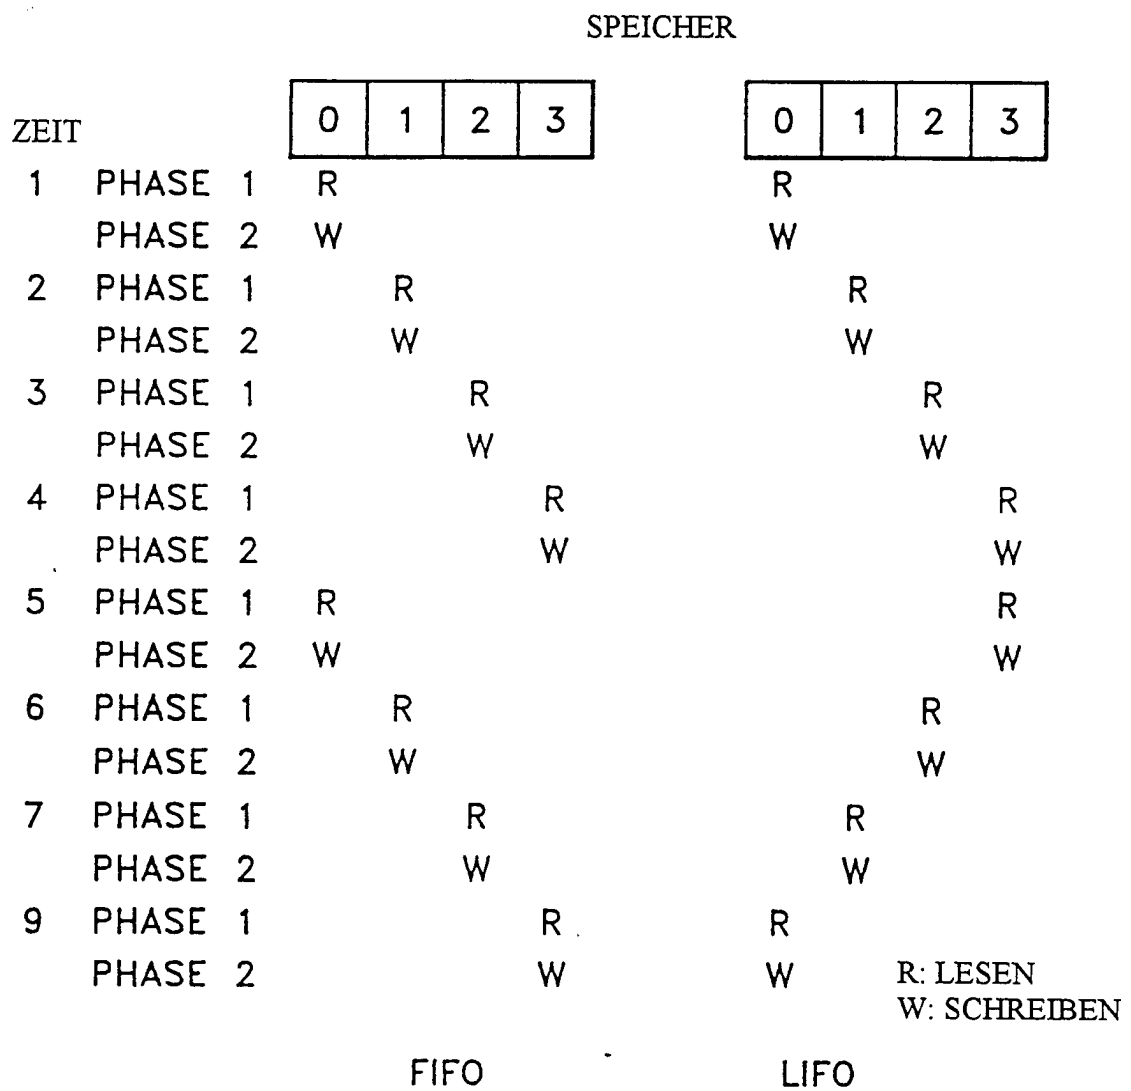 SPEICHER
ZEIT 0 1 2 3 0 1 2 3
1 PHASE 1 R R
PHASE 2 W W
2 PHASE 1 R R
PHASE 2 W W
3 PHASE 1 R R
PHASE 2 W W
4 PHASE 1 R R
PHASE 2 W W
5 PHASE 1 R R
PHASE 2 W W
6 PHASE 1 R R
PHASE 2 W W
7 PHASE 1 R R
PHASE 2 W W
9 PHASE 1 R R
PHASE 2 W W
R: LESEN
W: SCHREIBEN
FIFO LIFO